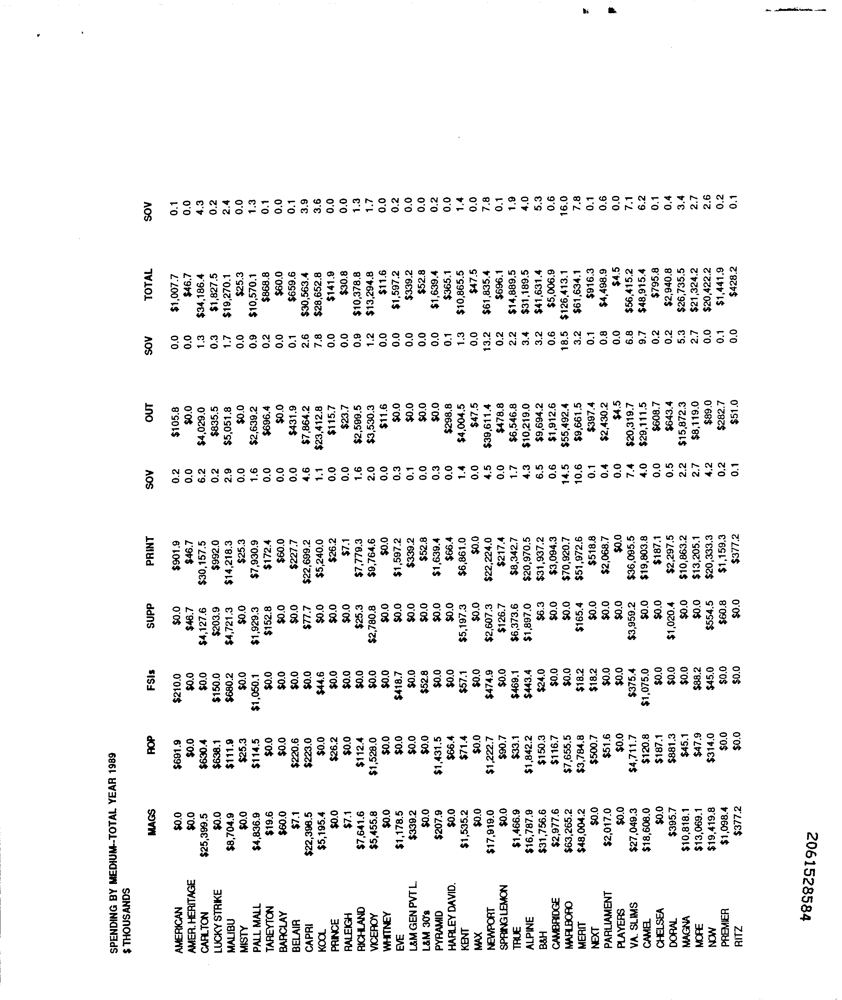 SPENDING BY MEDIUM--TOTAL YEAR 1989
$ THOUSANDS
MAGS ROP FSIs SUPP PRINT SOV OUT SOV TOTAL SOV
AMERICAN $0.0 $691.9 $210.0 $0.0 $901.9 0.2 $105.8 0.0 $1,007.7 0.1
AMER. HERITAGE $0.0 $0.0 $0.0 $46.7 $46.7 0.0 $0.0 0.0 $46.7 0.0
CARLTON $25,399.5 $630.4 $0.0 $4,127.6 $30,157.5 6.2 $4,029.0 1.3 $34,186.4 4.3
LUCKY STRIKE $0.0 $638.1 $150.0 $203.9 $992.0 0.2 $835.5 0.3 $1,827.5 0.2
MALIBU $8,704.9 $111.9 $680.2 $4,721.3 $14,218.3 2.9 $5,051.8 1.7 $19,270.1 2.4
MISTY $0.0 $25.3 $0.0 $0.0 $25.3 0.0 $0.0 0.0 $25.3 0.0
PALL MALL $4,836.9 $114.5 $1,050.1 $1,929.3 $7,930.9 1.6 $2,639.2 0.9 $10,570.1 1.3
TAREYTON $19.6 $0.0 $0.0 $152.8 $172.4 0.0 $696.4 0.2 $868.8 0.1
BARCLAY $60.0 $0.0 $0.0 $0.0 $60.0 0.0 $0.0 0.0 $60.0 0.0
BELAIR $7.1 $220.6 $0.0 $0.0 $227.7 0.0 $431.9 0.1 $659.6 0.1
CAPRI $22,398.5 $223.0 $0.0 $77.7 $22,699.2 4.6 $7,864.2 2.6 $30,563.4 3.9
KOOL $5,195.4 $0.0 $44.6 $0.0 $5,240.0 1.1 $23,412.8 7.8 $28,652.8 3.6
PRINCE $0.0 $26.2 $0.0 $0.0 $26.2 0.0 $115.7 0.0 $141.9 0.0
RALEIGH $7.1 $0.0 $0.0 $0.0 $7.1 0.0 $23.7 0.0 $30.8 0.0
RICHLAND $7,641.6 $112.4 $0.0 $25.3 $7,779.3 1.6 $2,599.5 0.9 $10,378.8 1.3
VICEROY $5,455.8 $1,528.0 $0.0 $2,780.8 $9,764.6 2.0 $3,530.3 1.2 $13,294.8 1.7
WHITNEY $0.0 $0.0 $0.0 $0.0 $0.0 0.0 $11.6 0.0 $11.6 0.0
EVE $1,178.5 $0.0 $418.7 $0.0 $1,597.2 0.3 $0.0 0.0 $1,597.2 0.2
L&M GEN PVT L. $339.2 $0.0 $0.0 $0.0 $339.2 0.1 $0.0 0.0 $339.2 0.0
L&M 30's $0.0 $0.0 $52.8 $0.0 $52.8 0.0 $0.0 0.0 $52.8 0.0
PYRAMID $207.9 $1,431.5 $0.0 $0.0 $1,639.4 0.3 $0.0 0.0 $1,639.4 0.2
HARLEY DAVID. $0.0 $66.4 $0.0 $0.0 $66.4 0.0 $298.8 0.1 $365.1 0.0
KENT $1,535.2 $71.4 $57.1 $5,197.3 $6,861.0 1.4 $4,004.5 1.3 $10,865.5 1.4
MAX $0.0 $0.0 $0.0 $0.0 $0.0 0.0 $47.5 0.0 $47.5 0.0
NEWPORT $17,919.0 $1,222.7 $474.9 $2,607.3 $22,224.0 4.5 $39,611.4 13.2 $61,835.4 7.8
SPRING LEMON $0.0 $90.7 $0.0 $126.7 $217.4 0.0 $478.8 0.2 $696.1 0.1
TRUE $1,466.9 $33.1 $469.1 $6,373.6 $8,342.7 1.7 $6,546.8 2.2 $14,889.5 1.9
ALPINE $16,787.9 $1,842.2 $443.4 $1,897.0 $20,970.5 4.3 $10,219.0 3.4 $31,189.5 4.0
B&H $31,756.6 $150.3 $24.0 $6.3 $31,937.2 6.5 $9,694.2 3.2 $41,631.4 5.3
CAMBRIDGE $2,977.6 $116.7 $0.0 $0.0 $3,094.3 0.6 $1,912.6 0.6 $5,006.9 0.6
MARLBORO $63,265.2 $7,655.5 $0.0 $0.0 $70,920.7 14.5 $55,492.4 18.5 $126,413.1 16.0
MERIT $48,004.2 $3,784.8 $18.2 $165.4 $51,972.6 10.6 $9,661.5 3.2 $61,634.1 7.8
NEXT $0.0 $500.7 $18.2 $0.0 $518.8 0.1 $397.4 0.1 $916.3 0.1
PARLIAMENT $2,017.0 $51.6 $0.0 $0.0 $2,068.7 0.4 $2,430.2 0.8 $4,498.9 0.6
PLAYERS $0.0 $0.0 $0.0 $0.0 $0.0 0.0 $4.5 0.0 $4.5 0.0
VA. SLIMS $27,049.3 $4,711.7 $375.4 $3,959.2 $36,095.5 7.4 $20,319.7 6.8 $56,415.2 7.1
CAMEL $18,608.0 $120.8 $1,075.0 $0.0 $19,803.8 4.0 $29,111.5 9.7 $48,915.4 6.2
CHELSEA $0.0 $187.1 $0.0 $0.0 $187.1 0.0 $608.7 0.2 $795.8 0.1
DORAL $395.7 $881.3 $0.0 $1,020.4 $2,297.5 0.5 $643.4 0.2 $2,940.8 0.4
MAGNA $10,818.1 $45.1 $0.0 $0.0 $10,863.2 2.2 $15,872.3 5.3 $26,735.5 3.4
MORE $13,069.1 $47.9 $88.2 $0.0 $13,205.1 2.7 $8,119.0 2.7 $21,324.2 2.7
NOW $19,419.8 $314.0 $45.0 $554.5 $20,333.3 4.2 $89.0 0.0 $20,422.2 2.6
PREMIER $1,098.4 $0.0 $0.0 $60.8 $1,159.3 0.2 $282.7 0.1 $1,441.9 0.2
RITZ $377.2 $0.0 $0.0 $0.0 $377.2 0.1 $51.0 0.0 $428.2 0.1
2061528584